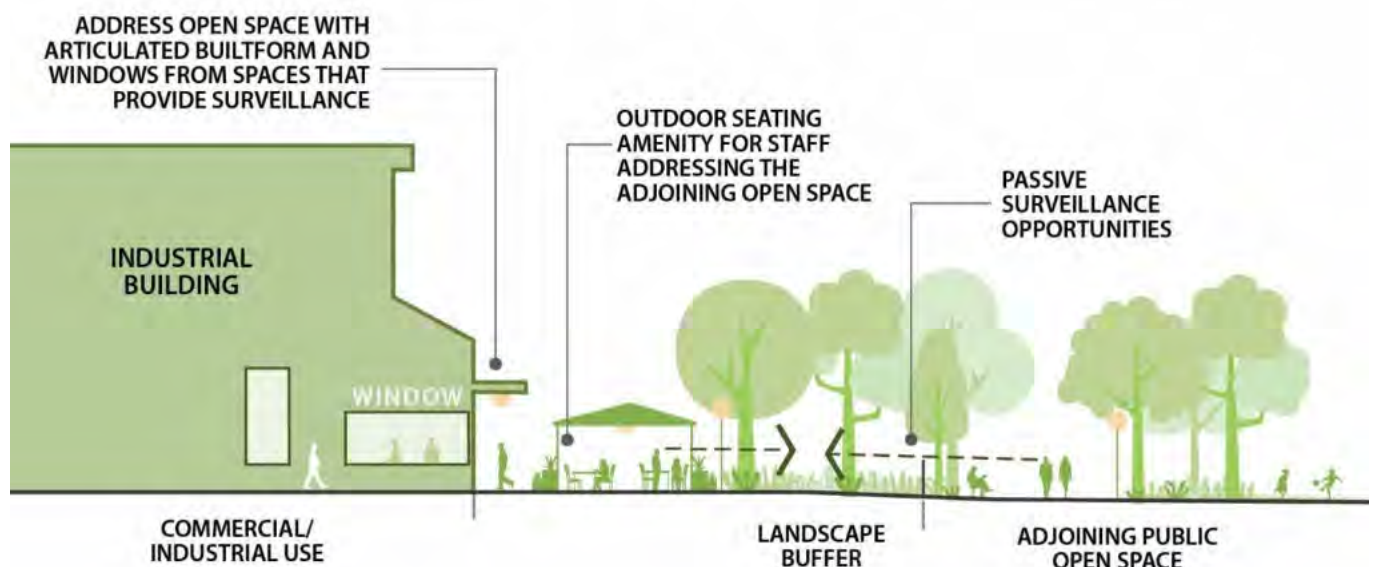 ADDRESS OPEN SPACE WITH
ARTICULATED BUILTFORM AND
WINDOWS FROM SPACES THAT
PROVIDE SURVEILLANCE
OUTDOOR SEATING
AMENITY FOR STAFF
ADDRESSING THE
ADJOINING OPEN SPACE
PASSIVE
SURVEILLANCE
OPPORTUNITIES
INDUSTRIAL
BUILDING
WINDOW
COMMERCIAL/
INDUSTRIAL USE
LANDSCAPE
BUFFER
ADJOINING PUBLIC
OPEN SPACE